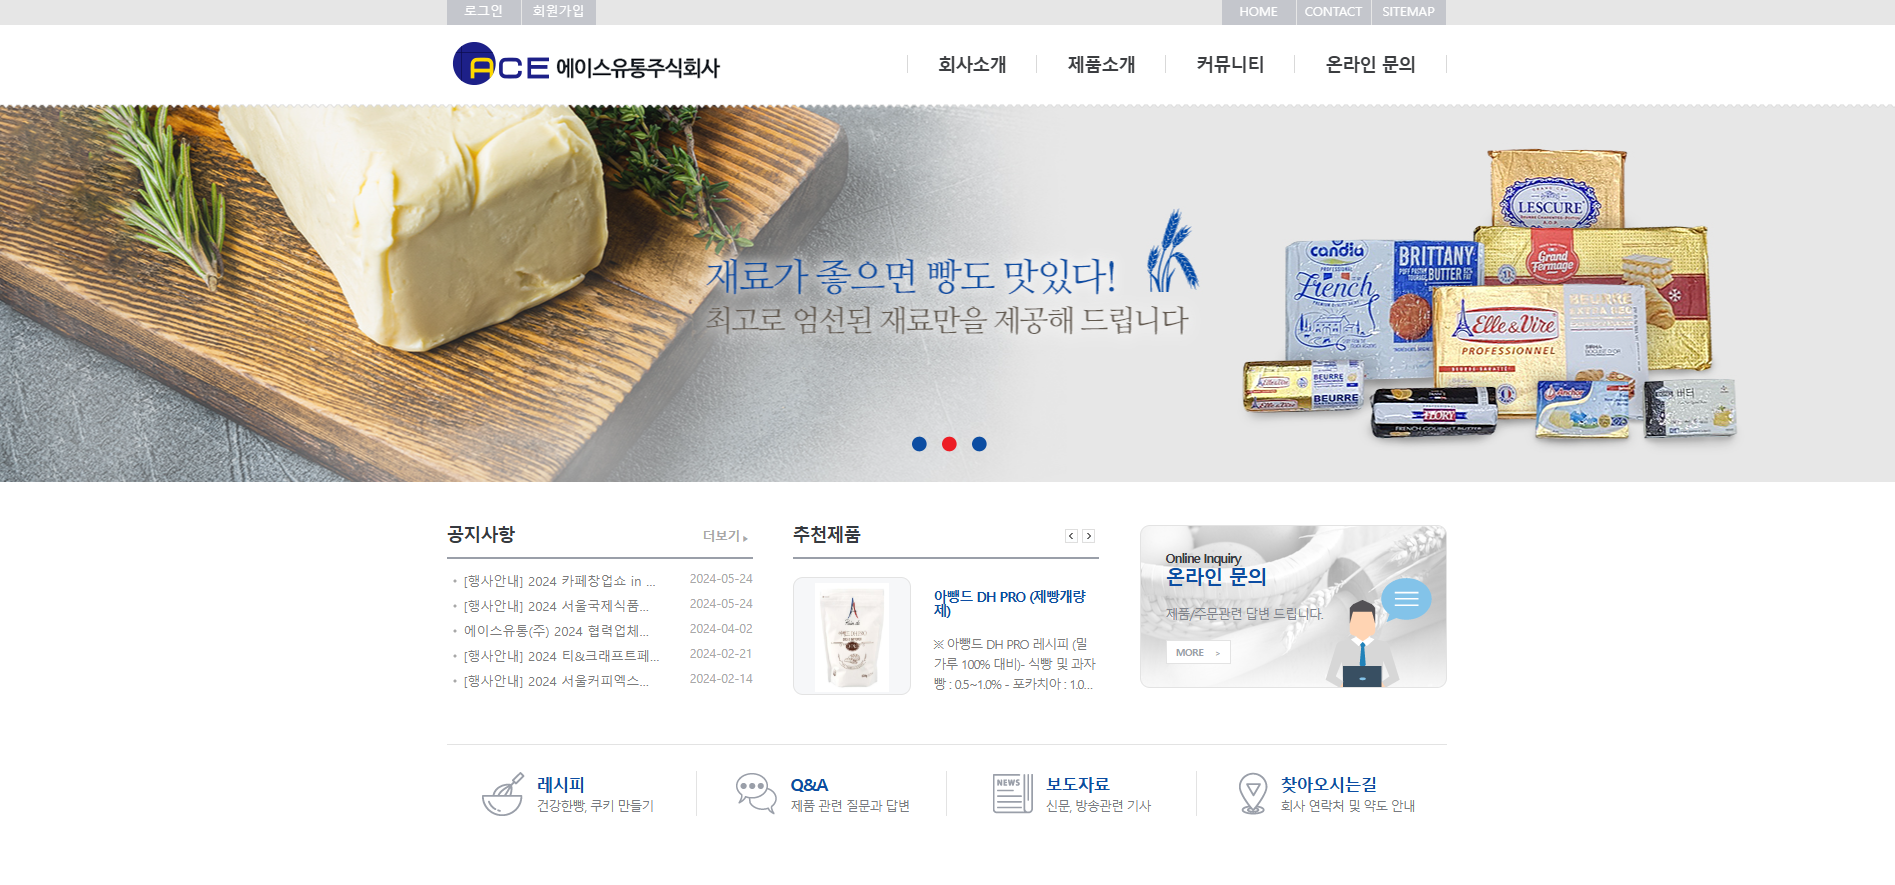 로그인 회원가입 HOME CONTACT SITEMAP
ACE 에이스유통주식회사
회사소개 제품소개 커뮤니티 온라인 문의
재료가 좋으면 빵도 맛있다!
최고로 엄선된 재료만을 제공해 드립니다
LESCURE
candia
PROFESSIONAL
French
BRITTANY
BUTTER
Grand Fermage
BEURRE
Elle&Vire
PROFESSIONNEL
Elle&Vire
BEURRE
BEURRE
FLORY
FRENCH GOURMET BUTTER
Anchor
버터
공지사항 더보기
[행사안내] 2024 카페창업쇼 in ... 2024-05-24
[행사안내] 2024 서울국제식품... 2024-05-24
에이스유통(주) 2024 협력업체... 2024-04-02
[행사안내] 2024 티&크래프트페... 2024-02-21
[행사안내] 2024 서울커피엑스... 2024-02-14
추천제품
아뺑드 DH PRO (제빵개량
제)
※ 아뺑드 DH PRO 레시피 (밀
가루 100% 대비)- 식빵 및 과자
빵 : 0.5~1.0% - 포카치아 : 1.0...
Online Inquiry
온라인 문의
제품/주문관련 답변 드립니다.
MORE >
레시피
건강한빵, 쿠키 만들기
Q&A
제품 관련 질문과 답변
NEWS
보도자료
신문, 방송관련 기사
찾아오시는길
회사 연락처 및 약도 안내